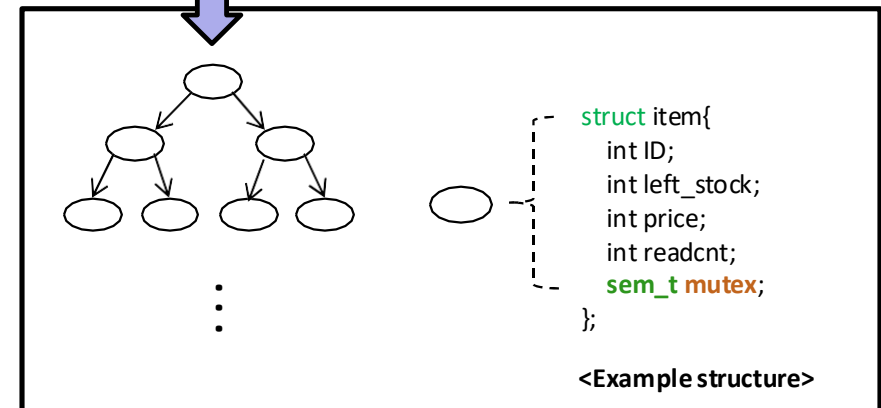 struct item{
int ID;
int left_stock;
int price;
int readcnt;
sem_t mutex;
};
<Example structure>